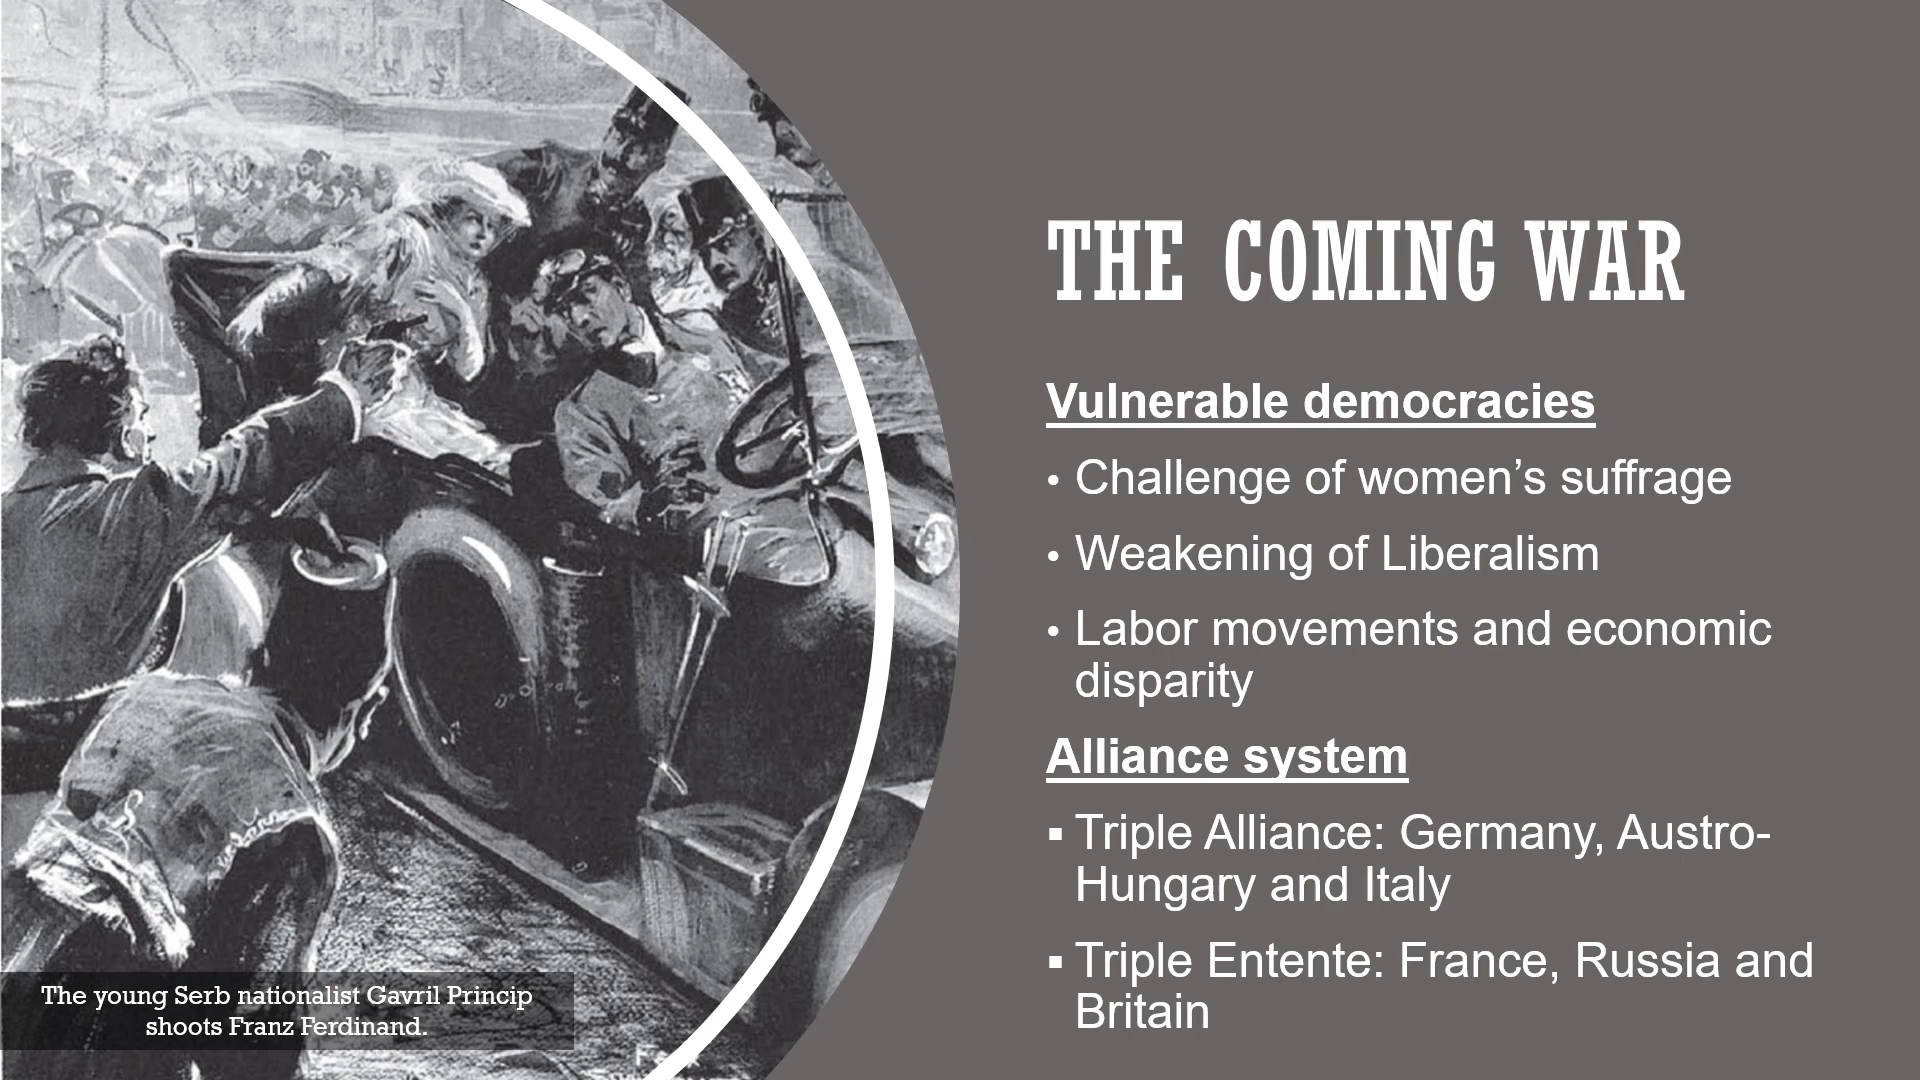 THE COMING WAR
Vulnerable democracies
• Challenge of women’s suffrage
• Weakening of Liberalism
• Labor movements and economic
disparity
Alliance system
▪ Triple Alliance: Germany, Austro-
Hungary and Italy
▪ Triple Entente: France, Russia and
Britain
The young Serb nationalist Gavril Princip
shoots Franz Ferdinand.